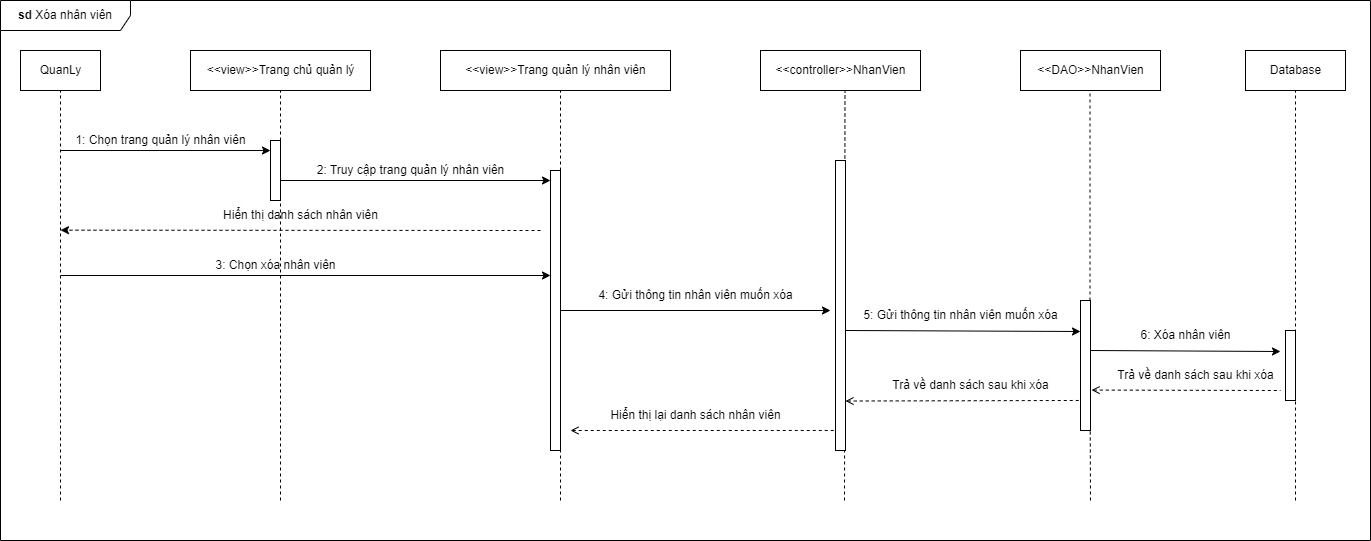 sd Xóa nhân viên
QuanLy
<<view>>Trang chủ quản lý
<<view>>Trang quản lý nhân viên
<<controller>>NhanVien
<<DAO>>NhanVien
Database
1: Chọn trang quản lý nhân viên
2: Truy cập trang quản lý nhân viên
Hiển thị danh sách nhân viên
3: Chọn xóa nhân viên
4: Gửi thông tin nhân viên muốn xóa
5: Gửi thông tin nhân viên muốn xóa
6: Xóa nhân viên
Trả về danh sách sau khi xóa
Trả về danh sách sau khi xóa
Hiển thị lại danh sách nhân viên